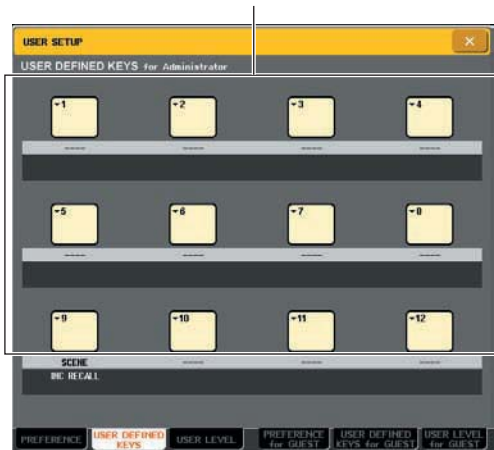 USER SETUP
×
USER DEFINED KEYS for Administrator
1 2 3 4
---- ---- ---- ----
5 6 7 8
---- ---- ---- ----
9 10 11 12
SCENE ---- ---- ----
INC RECALL
PREFERENCE
USER DEFINED
KEYS
USER LEVEL
PREFERENCE
for GUEST
USER DEFINED
KEYS for GUEST
USER LEVEL
for GUEST